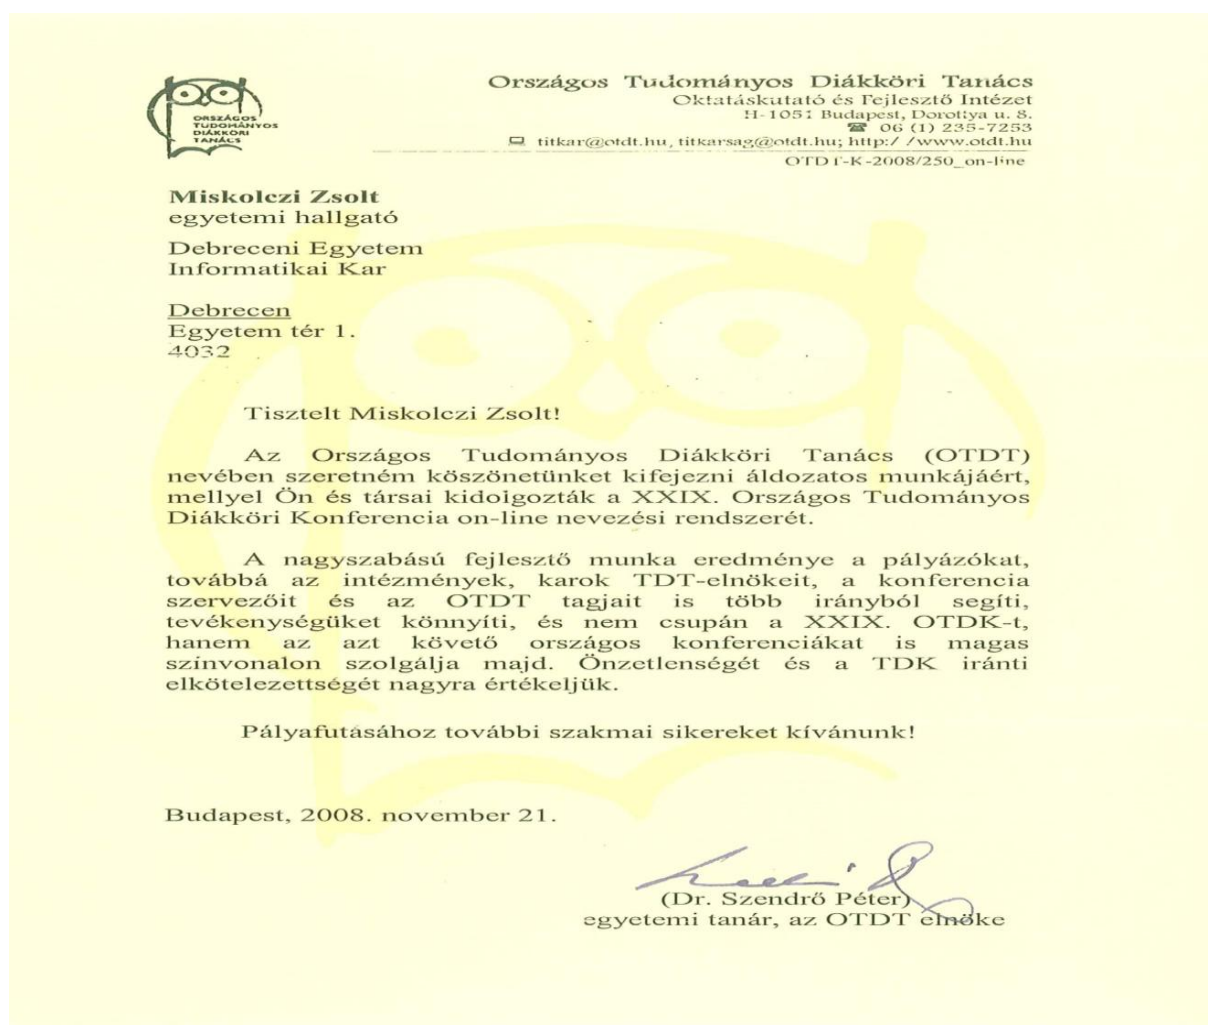 ORSZÁGOS
TUDOMÁNYOS
DIÁKKÖRI
TANÁCS
Országos Tudományos Diákköri Tanács
Oktatáskutató és Fejlesztő Intézet
H-1051 Budapest, Dorottya u. 8.
☎ 06 (1) 235-7253
titkar@otdt.hu, titkarsag@otdt.hu; http://www.otdt.hu
OTDT-K-2008/250_on-line
Miskolczi Zsolt
egyetemi hallgató
Debreceni Egyetem
Informatikai Kar
Debrecen
Egyetem tér 1.
4032
Tisztelt Miskolczi Zsolt!
Az Országos Tudományos Diákköri Tanács (OTDT)
nevében szeretném köszönetünket kifejezni áldozatos munkájáért,
mellyel Ön és társai kidolgozták a XXIX. Országos Tudományos
Diákköri Konferencia on-line nevezési rendszerét.
A nagyszabású fejlesztő munka eredménye a pályázókat,
továbbá az intézmények, karok TDT-elnökeit, a konferencia
szervezőit és az OTDT tagjait is több irányból segíti,
tevékenységüket könnyíti, és nem csupán a XXIX. OTDK-t,
hanem az azt követő országos konferenciákat is magas
színvonalon szolgálja majd. Önzetlenségét és a TDK iránti
elkötelezettségét nagyra értékeljük.
Pályafutásához további szakmai sikereket kívánunk!
Budapest, 2008. november 21.
(Dr. Szendrő Péter)
egyetemi tanár, az OTDT elnöke